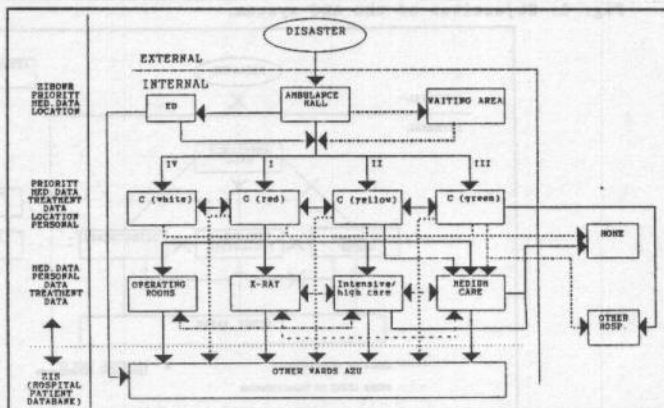 DISASTER
EXTERNAL
INTERNAL
ZIBOWR
PRIORITY
MED. DATA
LOCATION
ED
AMBULANCE
HALL
WAITING AREA
IV
I
II
III
PRIORITY
MED DATA
TREATMENT
DATA
LOCATION
PERSONAL
C (white)
C (red)
C (yellow)
C (green)
HOME
MED. DATA
PERSONAL
DATA
TREATMENT
DATA
OPERATING
ROOMS
X-RAY
Intensive/
high care
MEDIUM
CARE
OTHER
HOSP.
ZIS
(HOSPITAL
PATIENT
DATABANK)
OTHER WARDS AZU